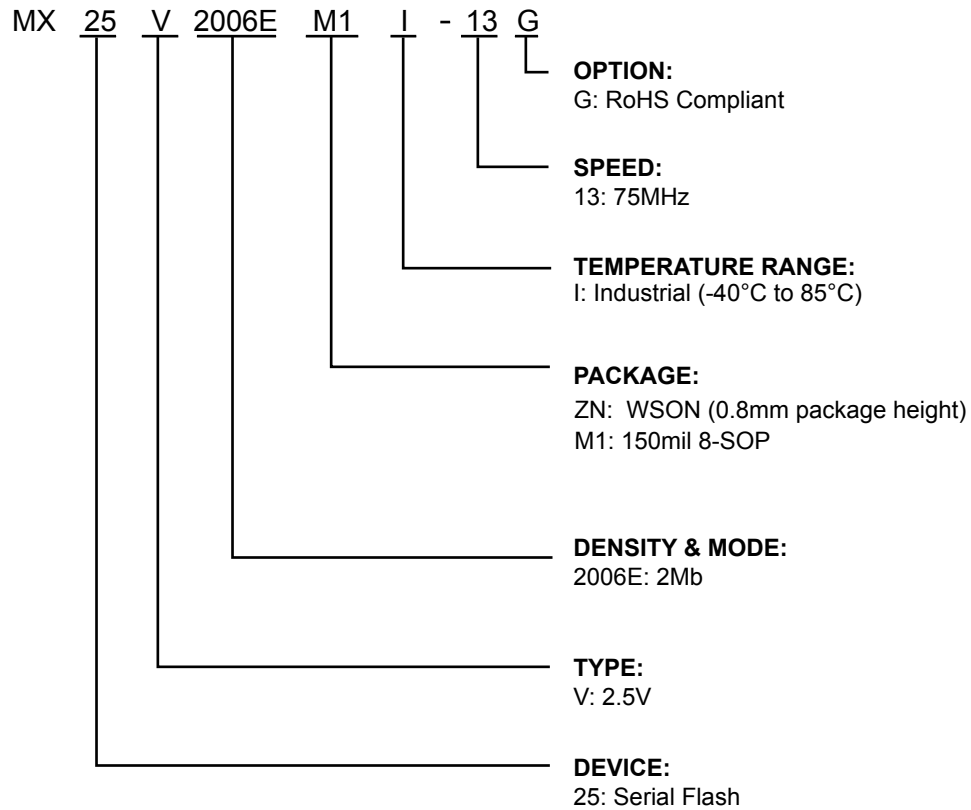 MX 25 V 2006E M1 I - 13 G
OPTION:
G: RoHS Compliant
SPEED:
13: 75MHz
TEMPERATURE RANGE:
I: Industrial (-40°C to 85°C)
PACKAGE:
ZN: WSON (0.8mm package height)
M1: 150mil 8-SOP
DENSITY & MODE:
2006E: 2Mb
TYPE:
V: 2.5V
DEVICE:
25: Serial Flash